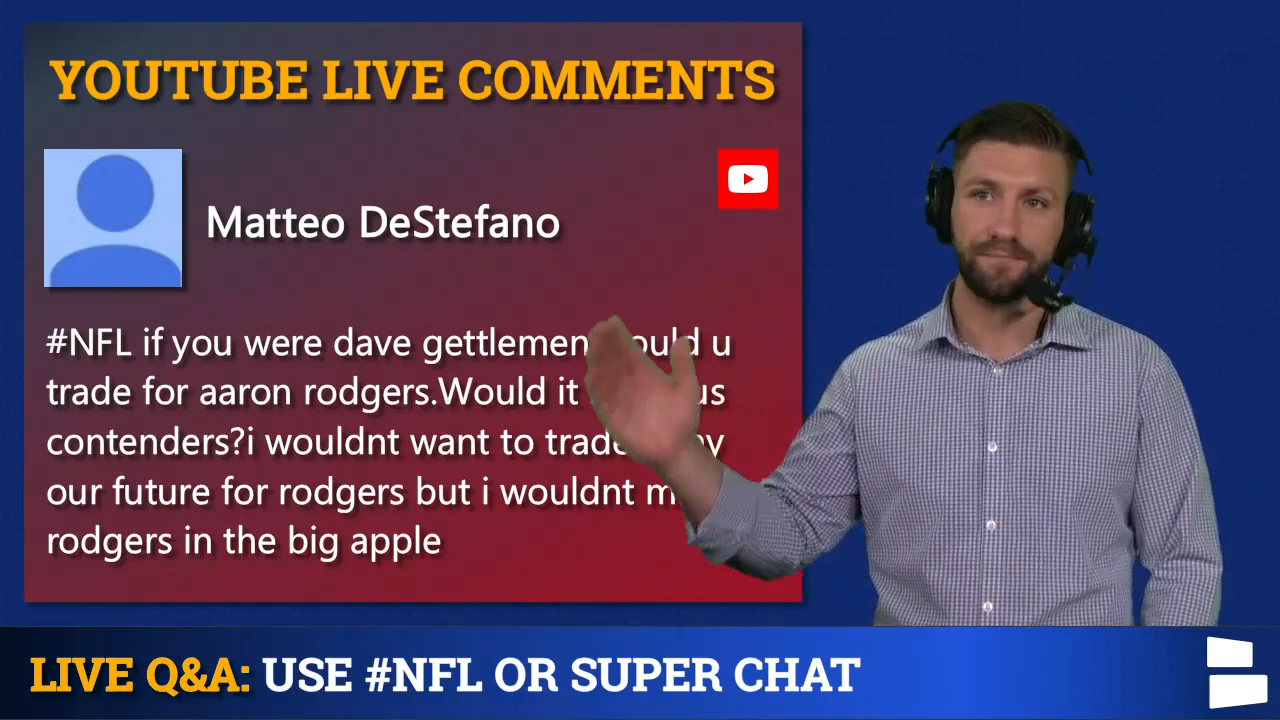 YOUTUBE LIVE COMMENTS
Matteo DeStefano
#NFL if you were dave gettlemen u
trade for aaron rodgers.Would it us
contenders?i wouldnt want to trade
our future for rodgers but i wouldnt
rodgers in the big apple
LIVE Q&A: USE #NFL OR SUPER CHAT